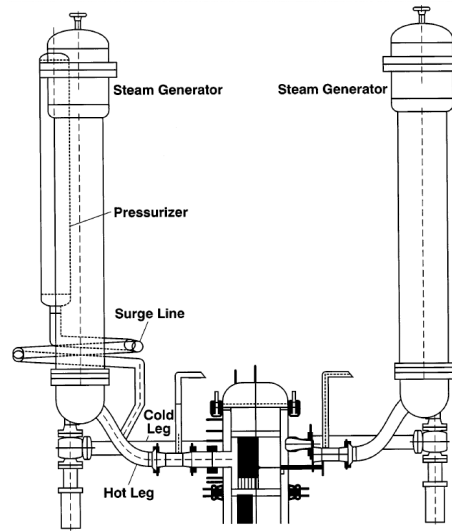 Steam Generator
Steam Generator
Pressurizer
Surge Line
Cold
Leg
Hot Leg